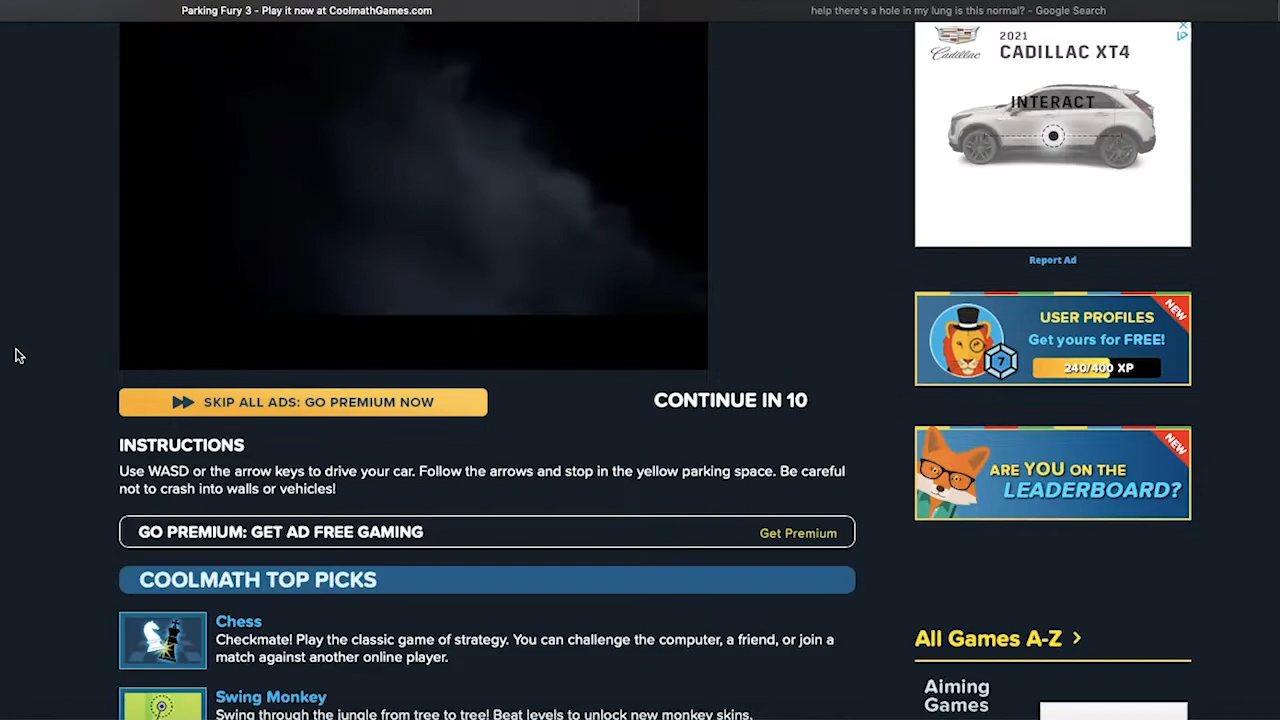 Parking Fury 3 - Play it now at CoolmathGames.com
help there's a hole in my lung is this normal? - Google Search
Cadillac
2021
CADILLAC XT4
INTERACT
Report Ad
USER PROFILES
Get yours for FREE!
240/400 XP
7
NEW
SKIP ALL ADS: GO PREMIUM NOW
CONTINUE IN 10
INSTRUCTIONS
Use WASD or the arrow keys to drive your car. Follow the arrows and stop in the yellow parking space. Be careful
not to crash into walls or vehicles!
ARE YOU ON THE
LEADERBOARD?
NEW
GO PREMIUM: GET AD FREE GAMING
Get Premium
COOLMATH TOP PICKS
Chess
Checkmate! Play the classic game of strategy. You can challenge the computer, a friend, or join a
match against another online player.
Swing Monkey
Swing through the jungle from tree to tree! Beat levels to unlock new monkey skins.
All Games A-Z >
Aiming
Games